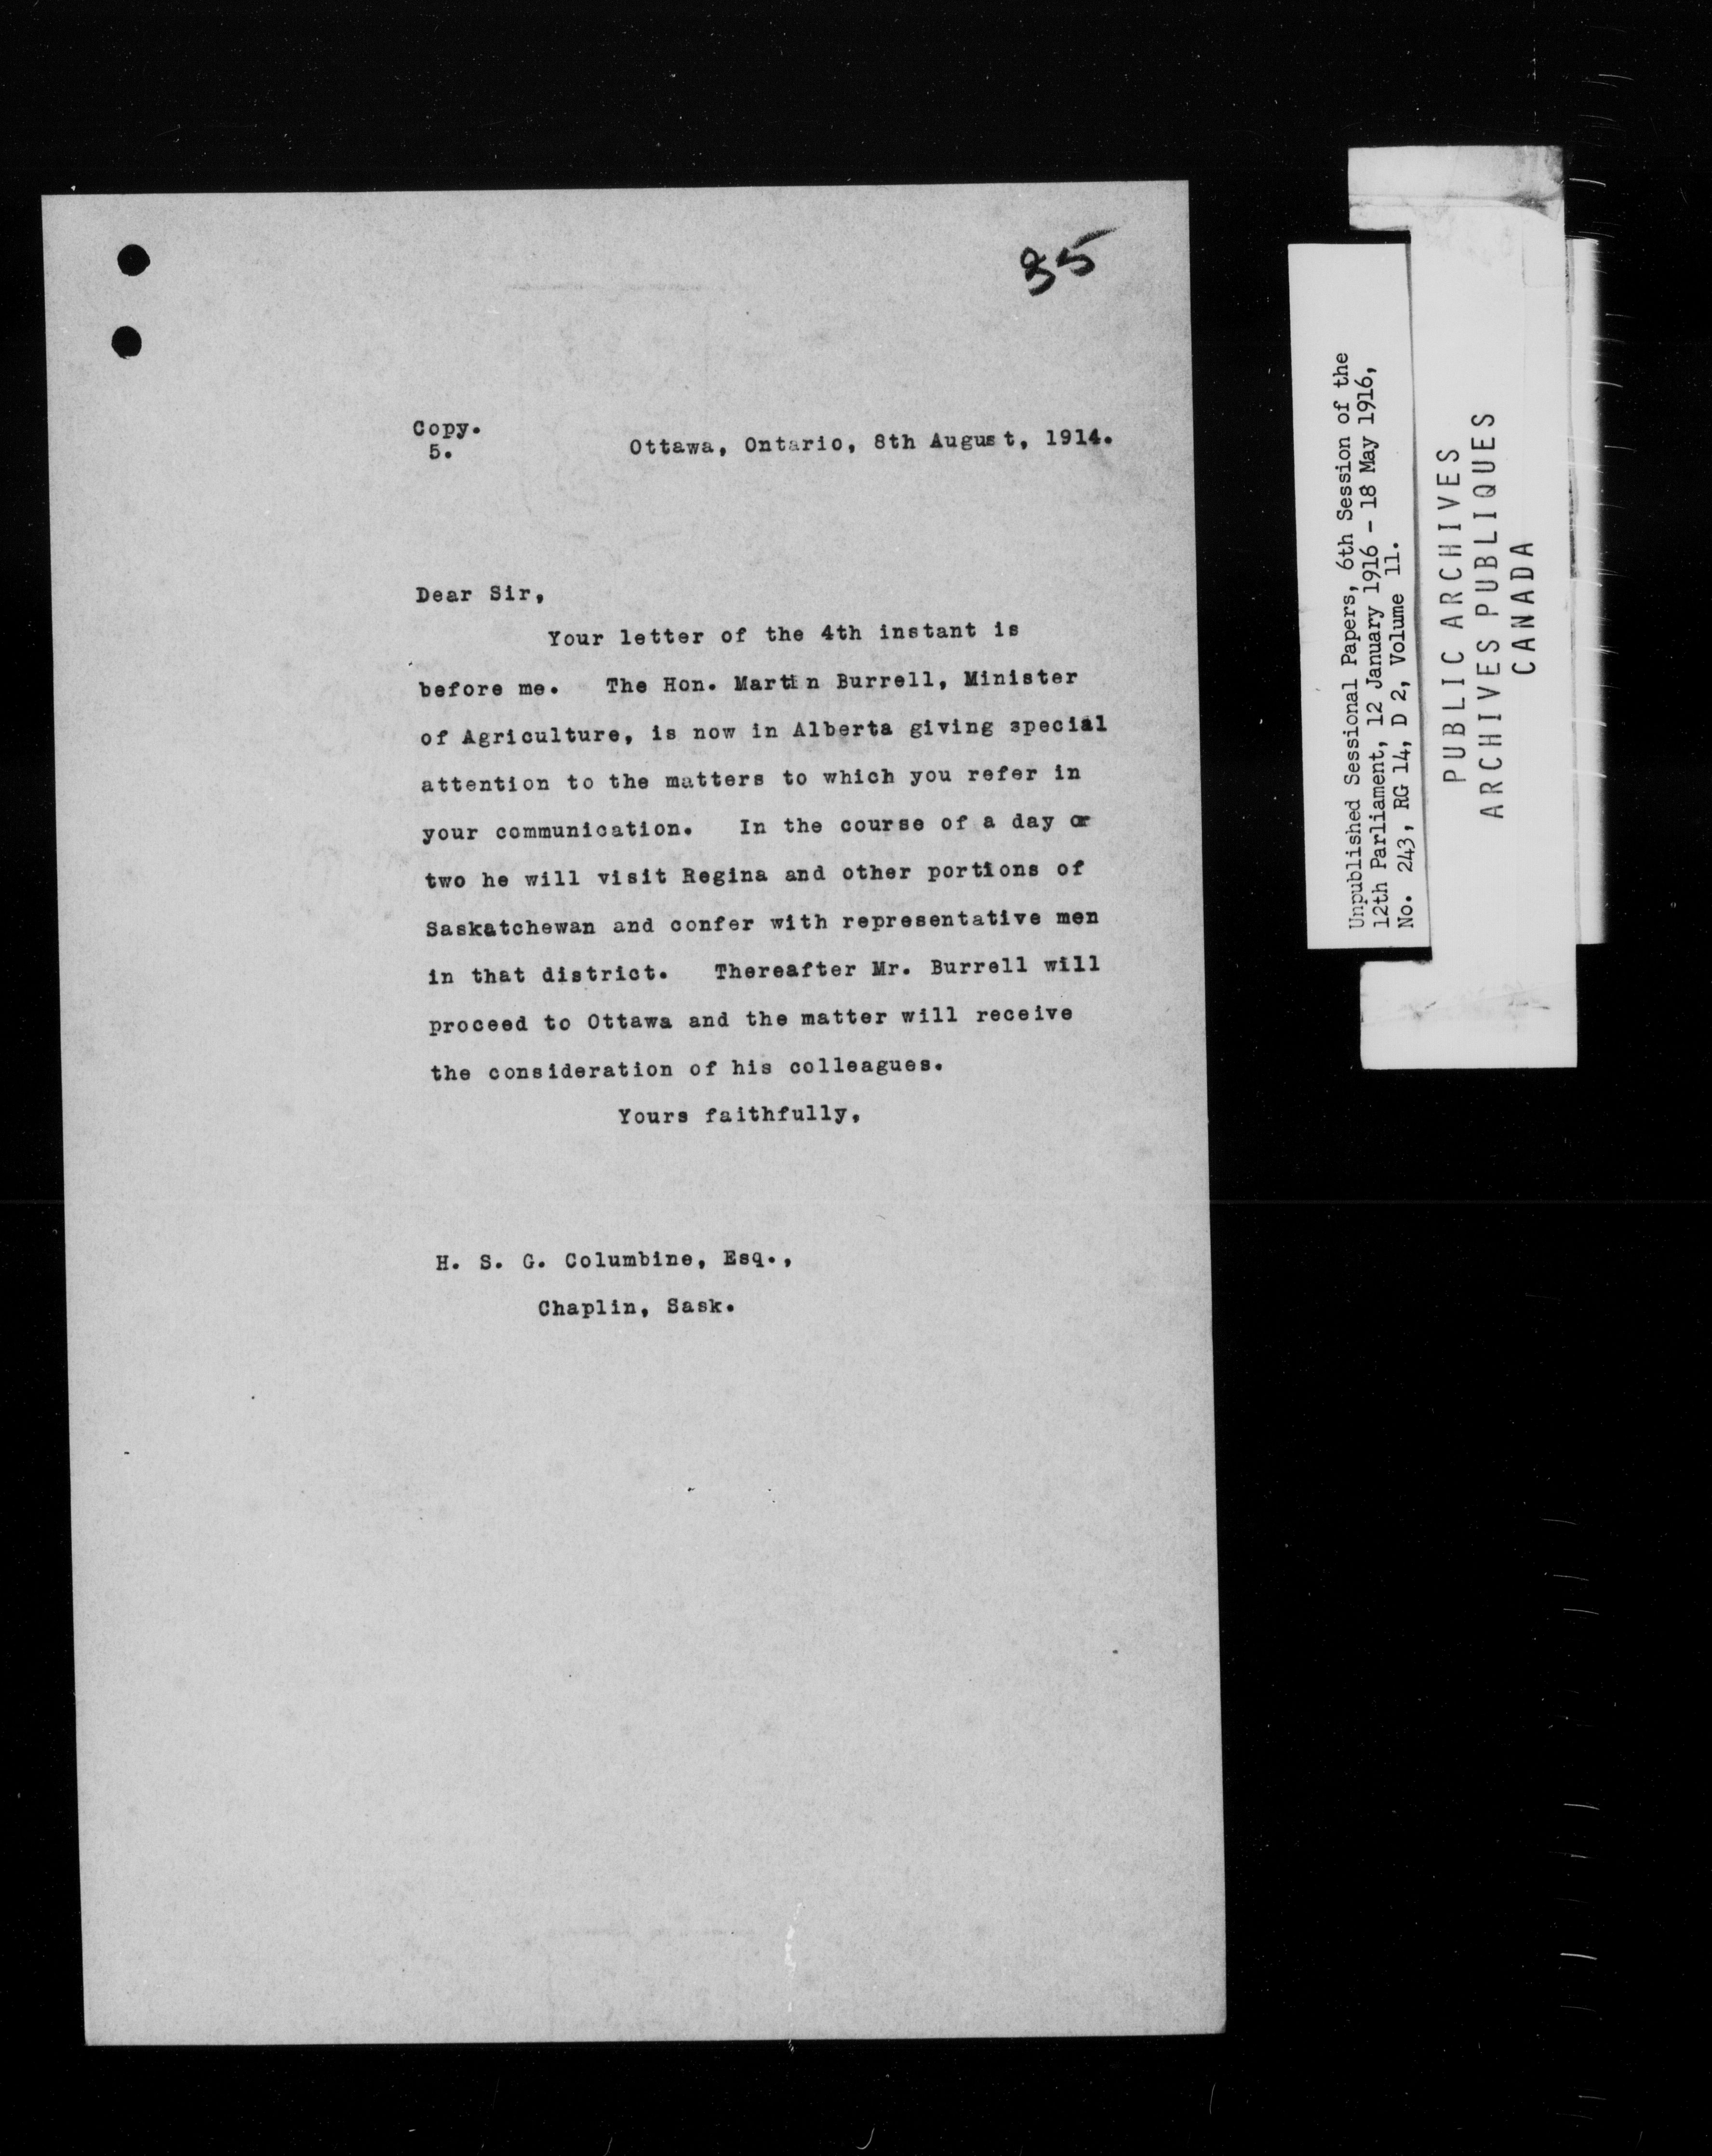 35
Copy.
5.
Ottawa, Ontario, 8th August, 1914.
Dear Sir,
Your letter of the 4th instant is
before me. The Hon. Martin Burrell, Minister
of Agriculture, is now in Alberta giving special
attention to the matters to which you refer in
your communication. In the course of a day or
two he will visit Regina and other portions of
Saskatchewan and confer with representative men
in that district. Thereafter Mr. Burrell will
proceed to Ottawa and the matter will receive
the consideration of his colleagues.
Yours faithfully,
H. S. G. Columbine, Esq.,
Chaplin, Sask.
Unpublished Sessional Papers, 6th Session of the
12th Parliament, 12 January 1916 - 18 May 1916,
No. 243, RG 14, D 2, Volume 11.
PUBLIC ARCHIVES
ARCHIVES PUBLIQUES
CANADA